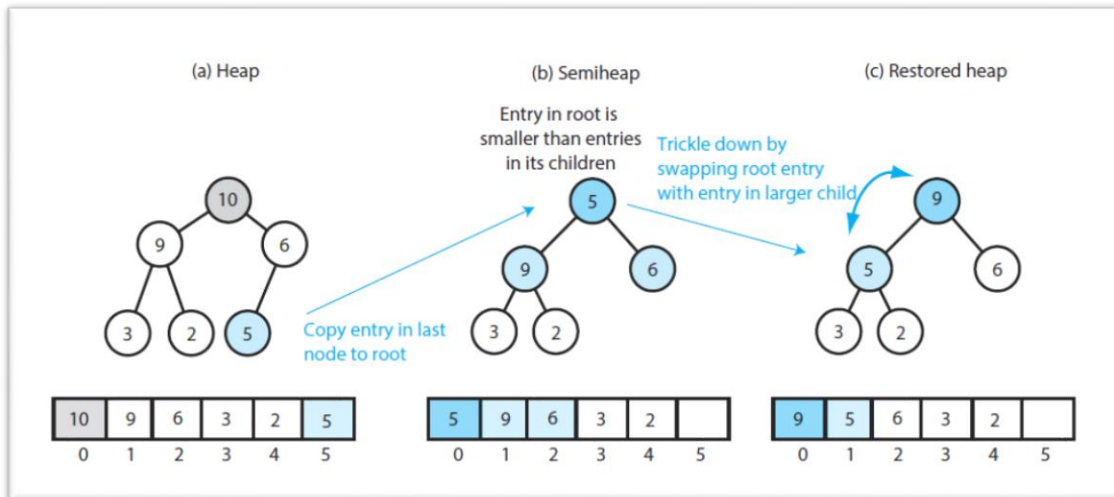 (a) Heap
(b) Semiheap
(c) Restored heap
Entry in root is
smaller than entries
in its children
Trickle down by
swapping root entry
with entry in larger child
Copy entry in last
node to root
10
9 6
3 2 5
5
9 6
3 2
9
5 6
3 2
10 9 6 3 2 5
0 1 2 3 4 5
5 9 6 3 2
0 1 2 3 4 5
9 5 6 3 2
0 1 2 3 4 5